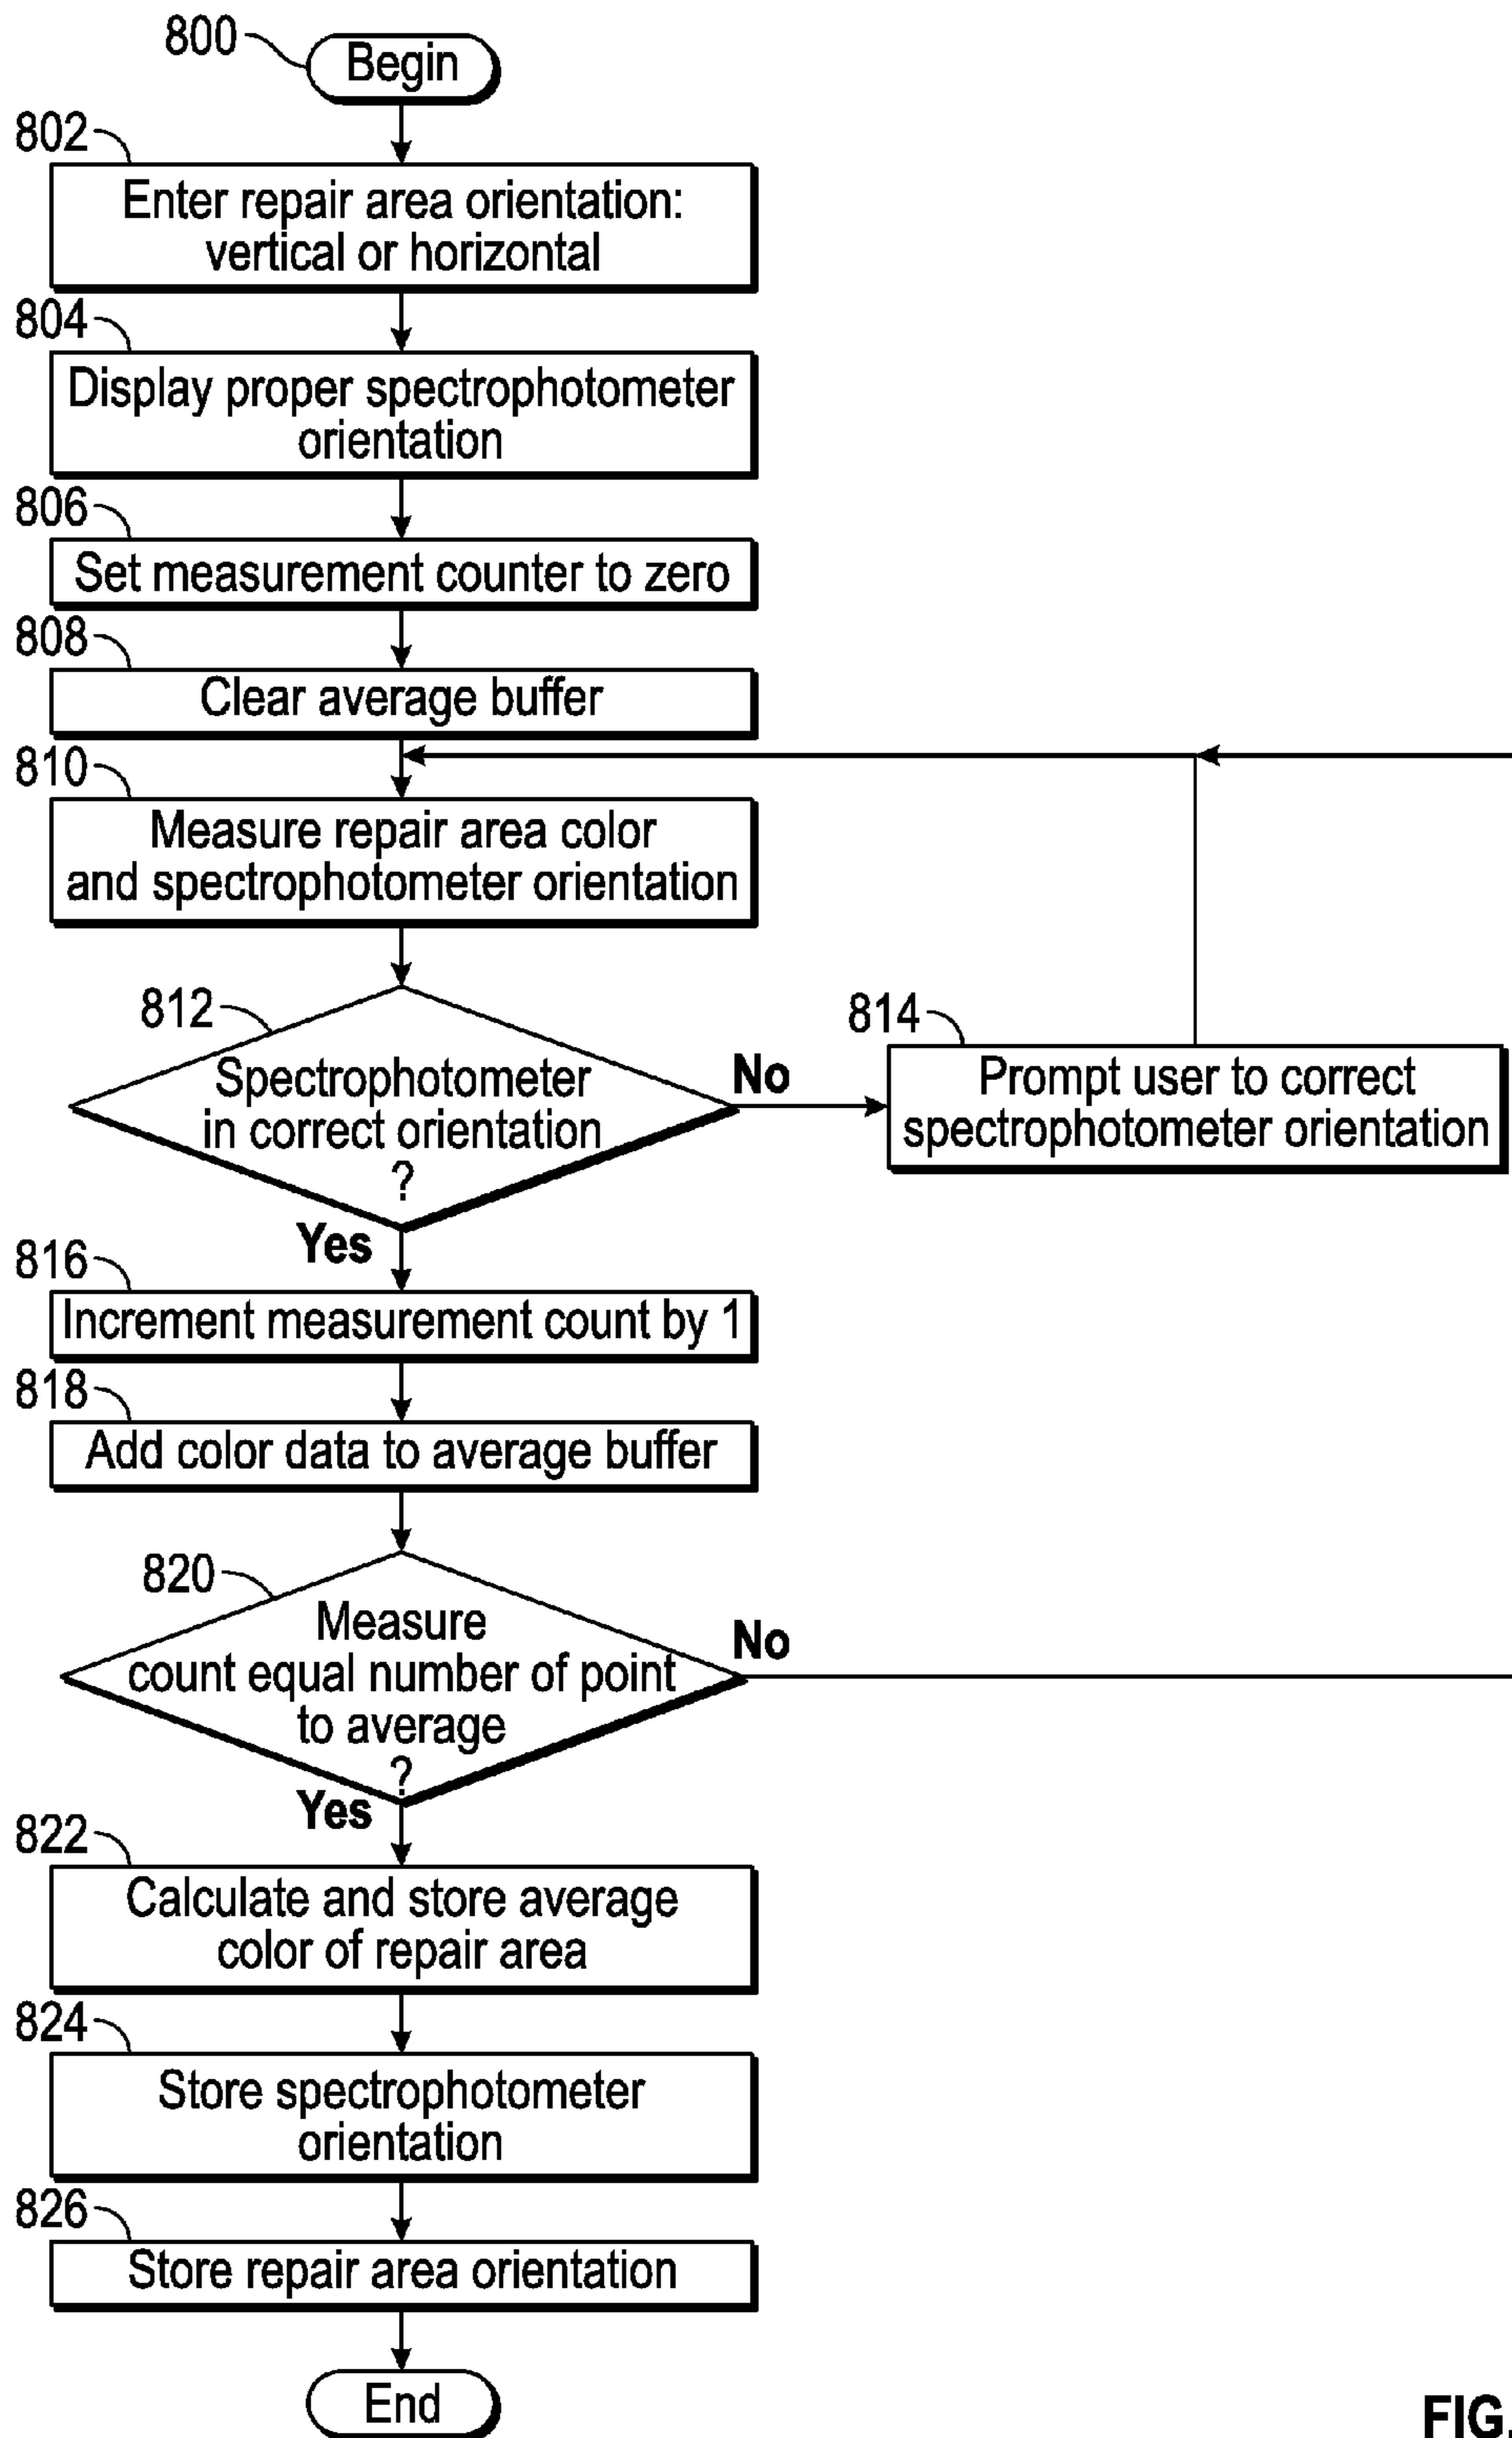 800
Begin
802
Enter repair area orientation:
vertical or horizontal
804
Display proper spectrophotometer
orientation
806
Set measurement counter to zero
808
Clear average buffer
810
Measure repair area color
and spectrophotometer orientation
812
Spectrophotometer
in correct orientation
?
No
814
Prompt user to correct
spectrophotometer orientation
Yes
816
Increment measurement count by 1
818
Add color data to average buffer
820
Measure
count equal number of point
to average
?
No
Yes
822
Calculate and store average
color of repair area
824
Store spectrophotometer
orientation
826
Store repair area orientation
End
FIG.